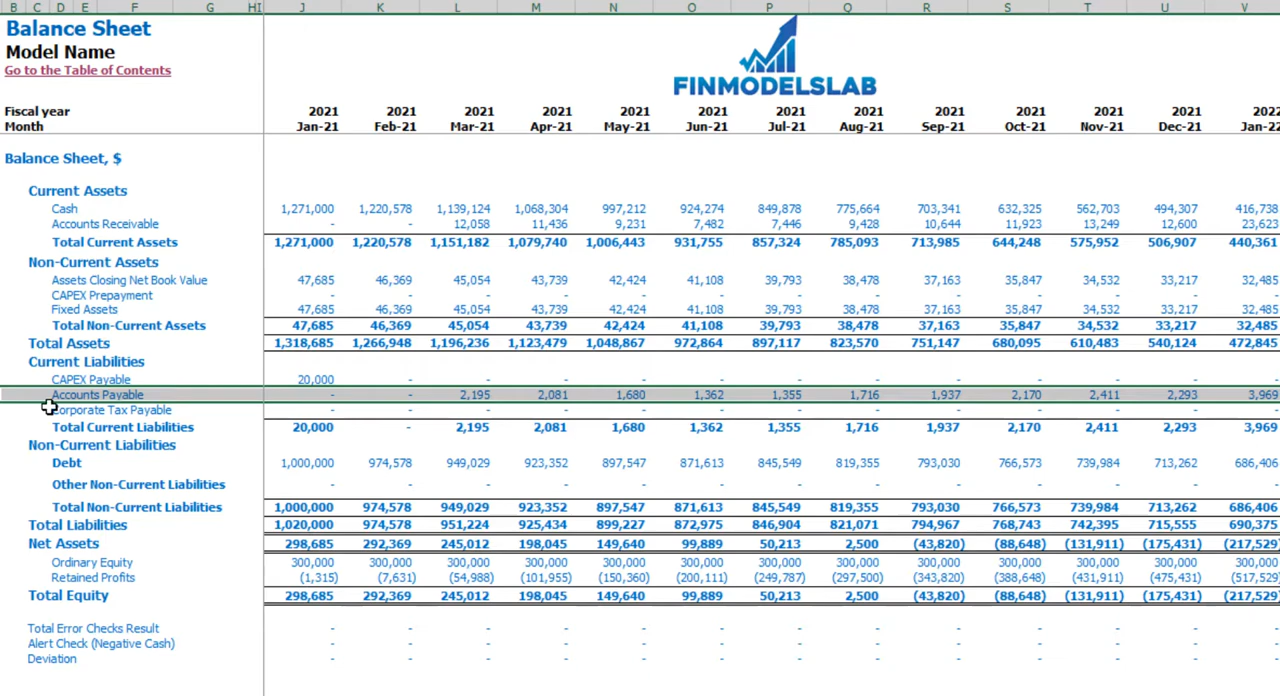 B C D E F G H I J K L M N O P Q R S T U V
Balance Sheet
Model Name
Go to the Table of Contents
FINMODELSLAB
Fiscal year 2021 2021 2021 2021 2021 2021 2021 2021 2021 2021 2021 2021 2022
Month Jan-21 Feb-21 Mar-21 Apr-21 May-21 Jun-21 Jul-21 Aug-21 Sep-21 Oct-21 Nov-21 Dec-21 Jan-22
Balance Sheet, $
Current Assets
Cash 1,271,000 1,220,578 1,139,124 1,068,304 997,212 924,274 849,878 775,664 703,341 632,325 562,703 494,307 416,738
Accounts Receivable - - 12,058 11,436 9,231 7,482 7,446 9,428 10,644 11,923 13,249 12,600 23,623
Total Current Assets 1,271,000 1,220,578 1,151,182 1,079,740 1,006,443 931,755 857,324 785,093 713,985 644,248 575,952 506,907 440,361
Non-Current Assets
Assets Closing Net Book Value 47,685 46,369 45,054 43,739 42,424 41,108 39,793 38,478 37,163 35,847 34,532 33,217 32,485
CAPEX Prepayment - - - - - - - - - - - - -
Fixed Assets 47,685 46,369 45,054 43,739 42,424 41,108 39,793 38,478 37,163 35,847 34,532 33,217 32,485
Total Non-Current Assets 47,685 46,369 45,054 43,739 42,424 41,108 39,793 38,478 37,163 35,847 34,532 33,217 32,485
Total Assets 1,318,685 1,266,948 1,196,236 1,123,479 1,048,867 972,864 897,117 823,570 751,147 680,095 610,483 540,124 472,845
Current Liabilities
CAPEX Payable 20,000 - - - - - - - - - - - -
Accounts Payable - - 2,195 2,081 1,680 1,362 1,355 1,716 1,937 2,170 2,411 2,293 3,969
Corporate Tax Payable - - - - - - - - - - - - -
Total Current Liabilities 20,000 - 2,195 2,081 1,680 1,362 1,355 1,716 1,937 2,170 2,411 2,293 3,969
Non-Current Liabilities
Debt 1,000,000 974,578 949,029 923,352 897,547 871,613 845,549 819,355 793,030 766,573 739,984 713,262 686,406
Other Non-Current Liabilities - - - - - - - - - - - - -
Total Non-Current Liabilities 1,000,000 974,578 949,029 923,352 897,547 871,613 845,549 819,355 793,030 766,573 739,984 713,262 686,406
Total Liabilities 1,020,000 974,578 951,224 925,434 899,227 872,975 846,904 821,071 794,967 768,743 742,395 715,555 690,375
Net Assets 298,685 292,369 245,012 198,045 149,640 99,889 50,213 2,500 (43,820) (88,648) (131,911) (175,431) (217,529
Ordinary Equity 300,000 300,000 300,000 300,000 300,000 300,000 300,000 300,000 300,000 300,000 300,000 300,000 300,000
Retained Profits (1,315) (7,631) (54,988) (101,955) (150,360) (200,111) (249,787) (297,500) (343,820) (388,648) (431,911) (475,431) (517,529
Total Equity 298,685 292,369 245,012 198,045 149,640 99,889 50,213 2,500 (43,820) (88,648) (131,911) (175,431) (217,529
Total Error Checks Result - - - - - - - - - - - - -
Alert Check (Negative Cash) - - - - - - - - - - - - -
Deviation - - - - - - - - - - - - -